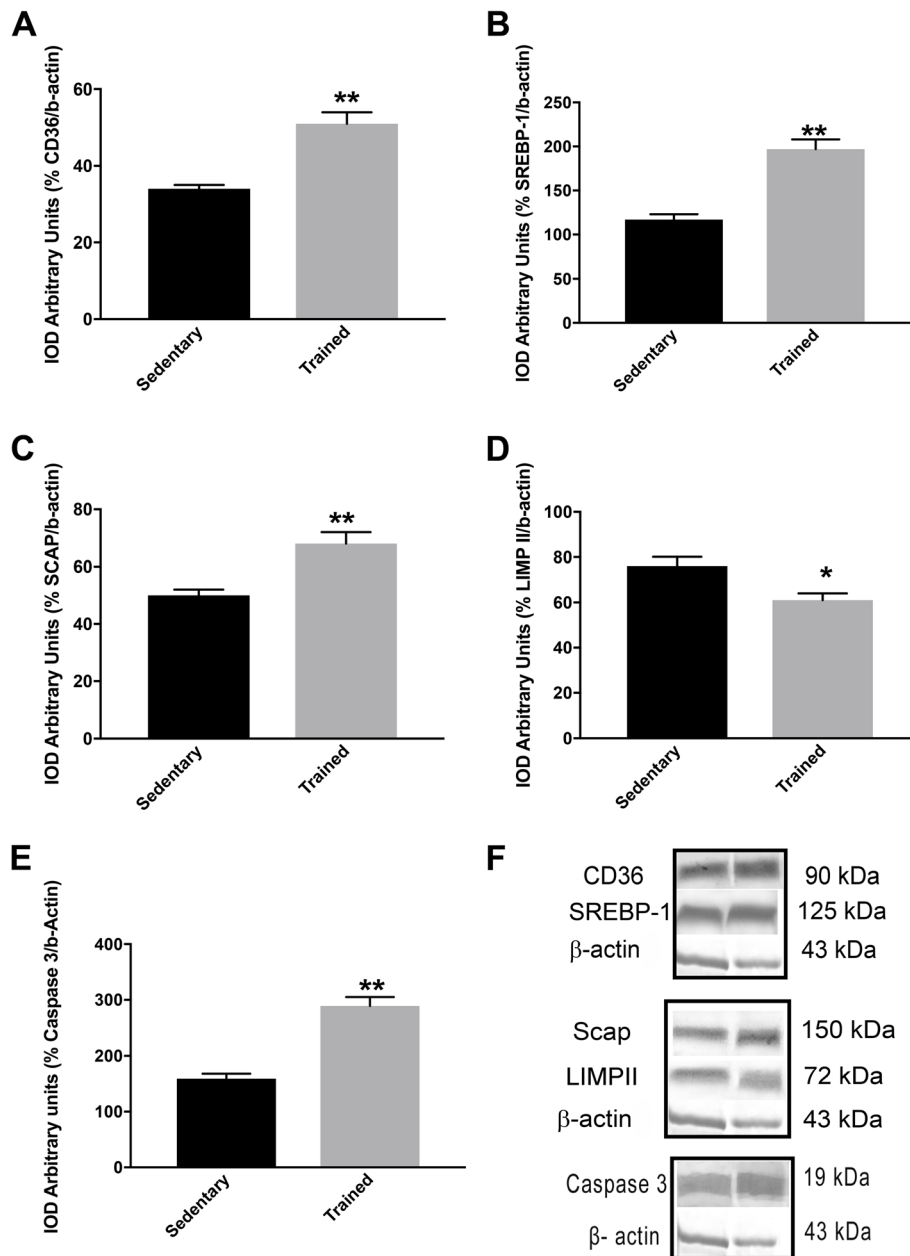 A
IOD Arbitrary Units (% CD36/b-actin)
60
40
20
0
**
Sedentary
Trained
B
IOD Arbitrary Units (% SREBP-1/b-actin)
250
200
150
100
50
0
**
Sedentary
Trained
C
IOD Arbitrary Units (% SCAP/b-actin)
80
60
40
20
0
**
Sedentary
Trained
D
IOD Arbitrary Units (% LIMP II/b-actin)
100
80
60
40
20
0
*
Sedentary
Trained
E
IOD Arbitrary units (% Caspase 3/b-Actin)
400
300
200
100
0
**
Sedentary
Trained
F
CD36 90 kDa
SREBP-1 125 kDa
β-actin 43 kDa
Scap 150 kDa
LIMPII 72 kDa
β-actin 43 kDa
Caspase 3 19 kDa
β- actin 43 kDa